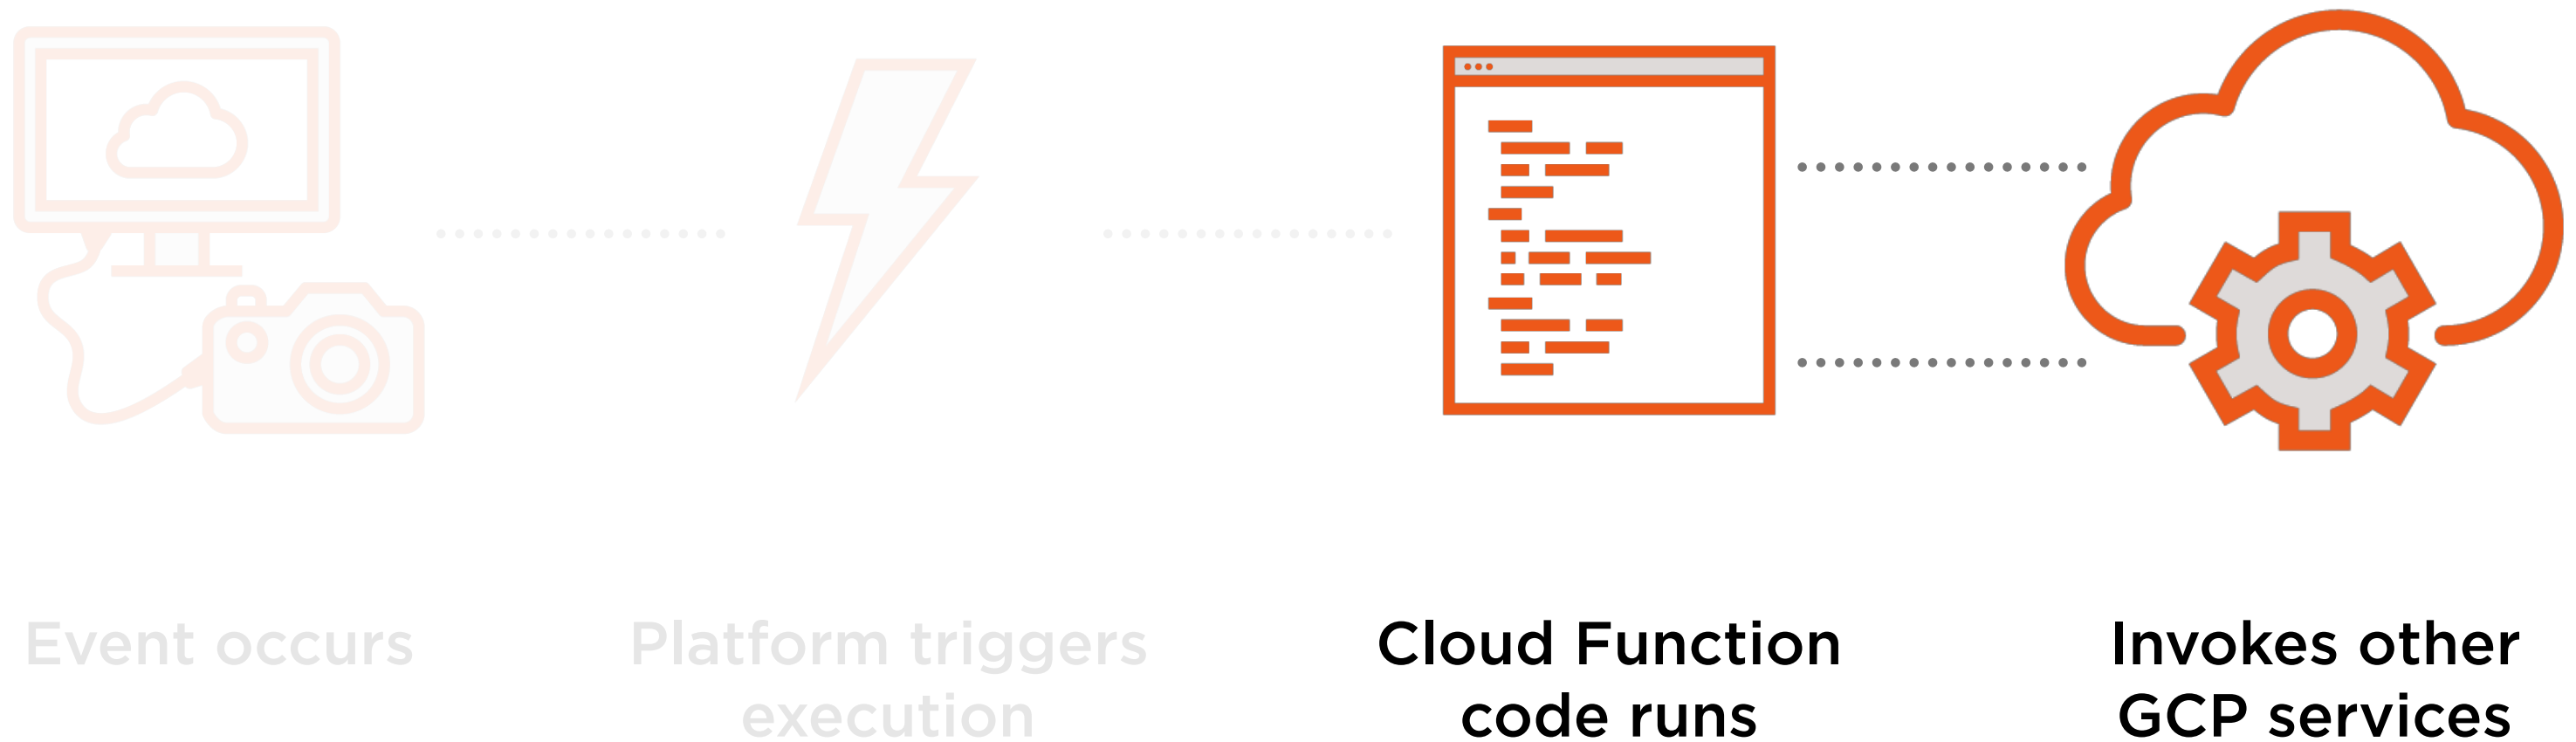 Event occurs
Platform triggers
execution
Cloud Function
code runs
Invokes other
GCP services